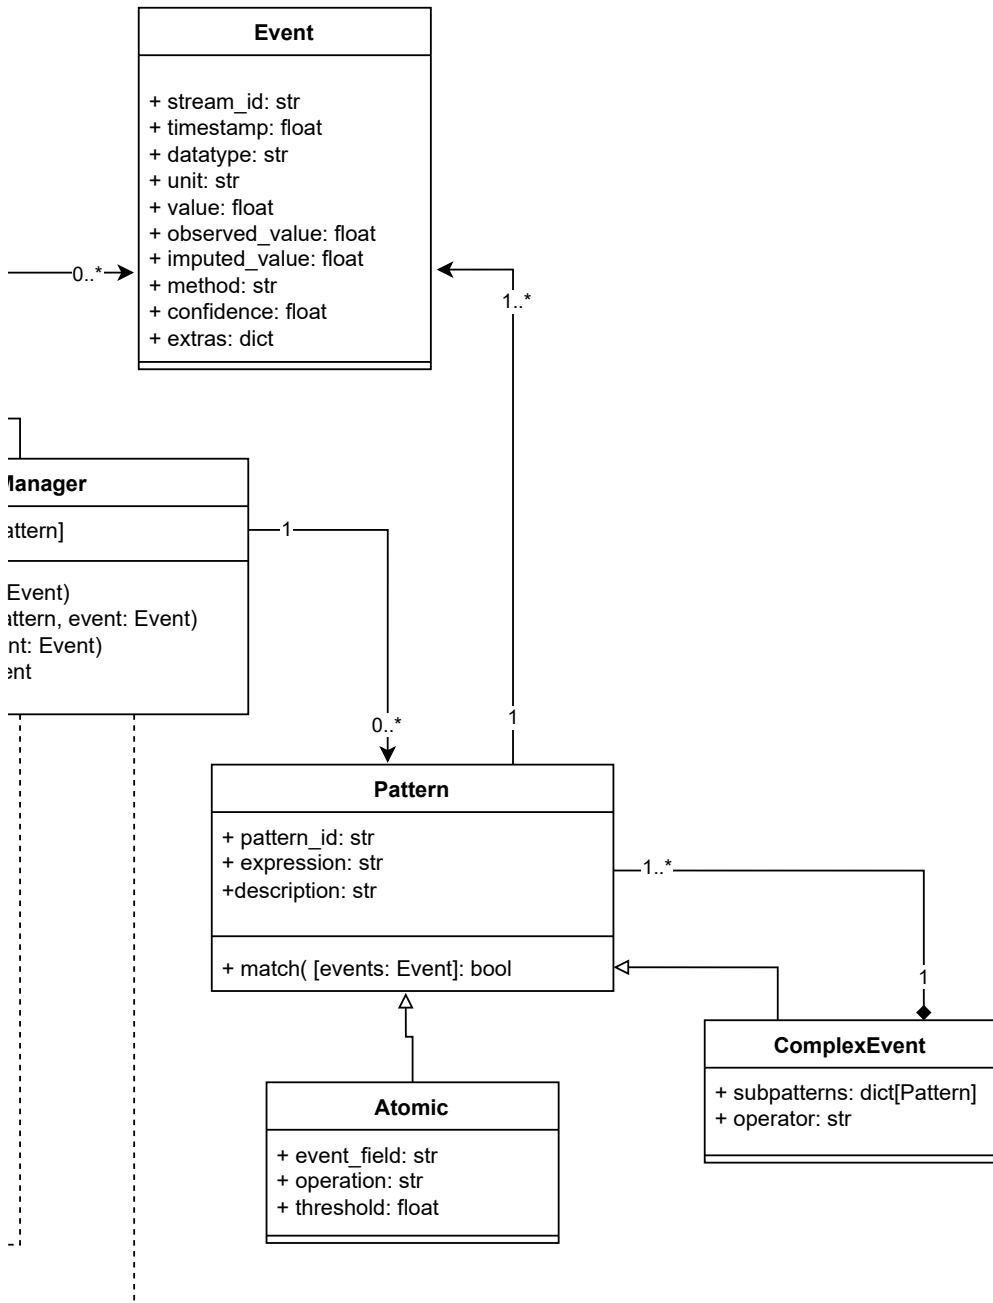 Event
+ stream_id: str
+ timestamp: float
+ datatype: str
+ unit: str
+ value: float
+ observed_value: float
+ imputed_value: float
+ method: str
+ confidence: float
+ extras: dict
0..*
1..*
Manager
attern]
1
Event)
attern, event: Event)
nt: Event)
ent
0..*
1
Pattern
+ pattern_id: str
+ expression: str
+description: str
+ match( [events: Event]: bool
1..*
1
ComplexEvent
+ subpatterns: dict[Pattern]
+ operator: str
Atomic
+ event_field: str
+ operation: str
+ threshold: float